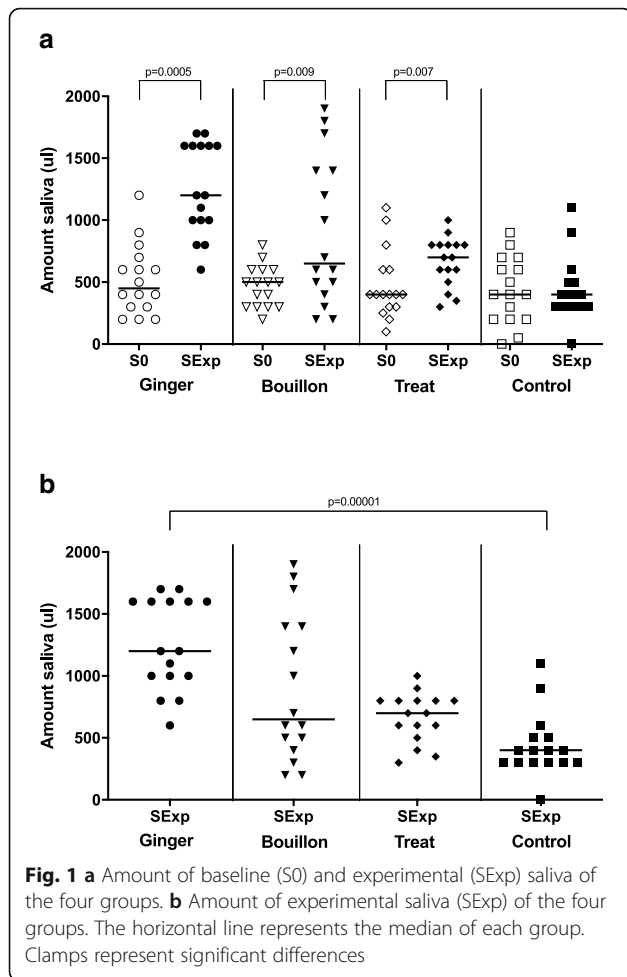 a
p=0.0005 p=0.009 p=0.007
Amount saliva (ul)
2000
1500
1000
500
0
S0 SExp S0 SExp S0 SExp S0 SExp
Ginger Bouillon Treat Control
b
p=0.00001
Amount saliva (ul)
2000
1500
1000
500
0
SExp SExp SExp SExp
Ginger Bouillon Treat Control
Fig. 1 a Amount of baseline (S0) and experimental (SExp) saliva of
the four groups. b Amount of experimental saliva (SExp) of the four
groups. The horizontal line represents the median of each group.
Clamps represent significant differences